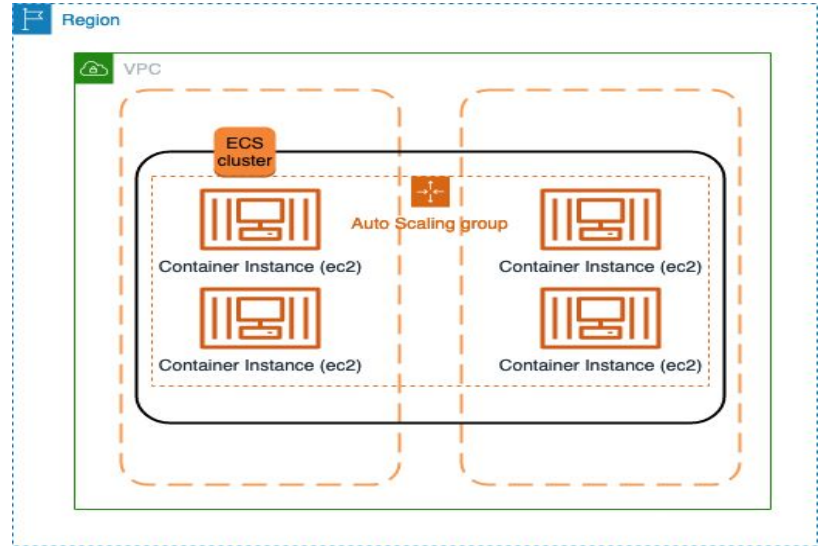 Region
VPC
ECS
cluster
Auto Scaling group
Container Instance (ec2)
Container Instance (ec2)
Container Instance (ec2)
Container Instance (ec2)